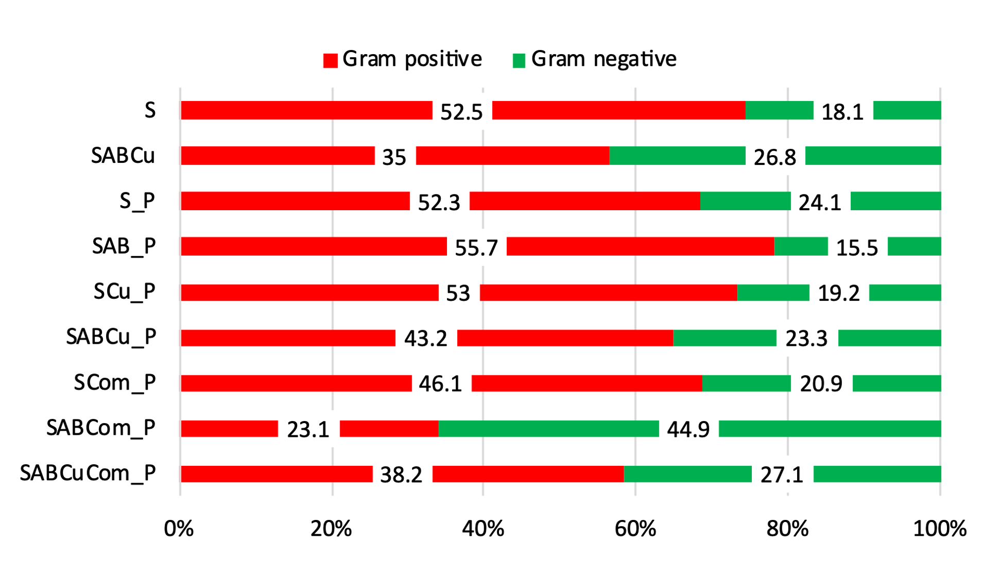 Gram positive Gram negative
S 52.5 18.1
SABCu 35 26.8
S_P 52.3 24.1
SAB_P 55.7 15.5
SCu_P 53 19.2
SABCu_P 43.2 23.3
SCom_P 46.1 20.9
SABCom_P 23.1 44.9
SABCuCom_P 38.2 27.1
0% 20% 40% 60% 80% 100%